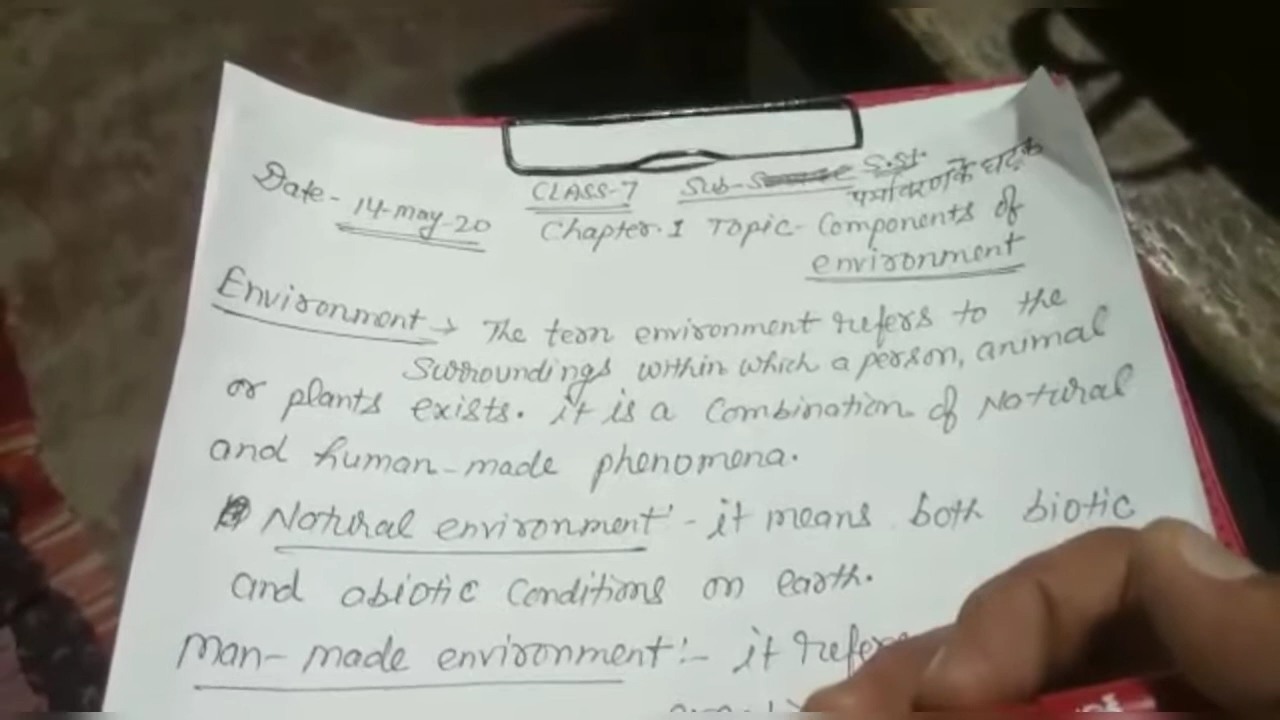 Date- 14-may-20 CLASS-7 Sub- S.St.
पर्यावरण के घटक
Chapter-1 Topic- Components of
environment
Environment → The term environment refers to the
surroundings within which a person, animal
or plants exists. it is a combination of Natural
and human-made phenomena.
Natural environment:- it means both biotic
and abiotic conditions on earth.
Man-made environment:- it refers